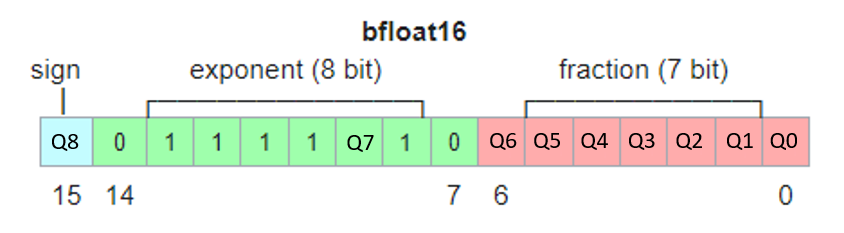 bfloat16
sign exponent (8 bit) fraction (7 bit)
Q8 0 1 1 1 1 Q7 1 0 Q6 Q5 Q4 Q3 Q2 Q1 Q0
15 14 7 6 0